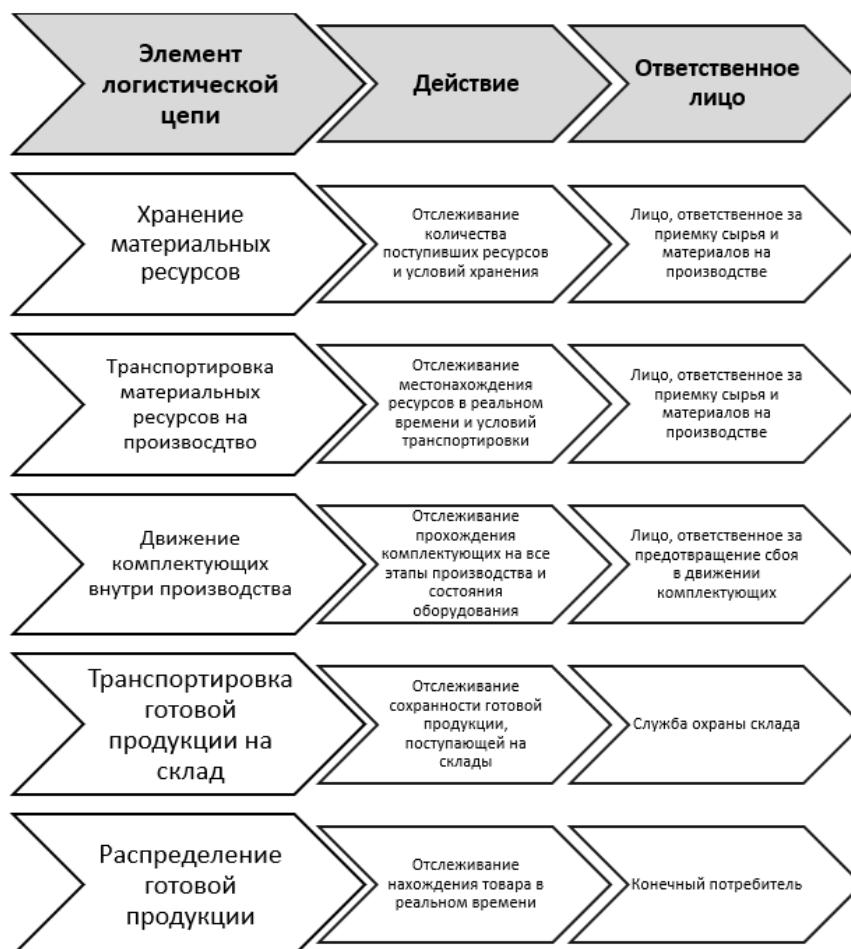 Элемент
логистической
цепи
Действие
Ответственное
лицо
Хранение
материальных
ресурсов
Отслеживание
количества
поступивших ресурсов
и условий хранения
Лицо, ответственное за
приемку сырья и
материалов на
производстве
Транспортировка
материальных
ресурсов на
произвосдтво
Отслеживание
местонахождения
ресурсов в реальном
времени и условий
транспортировки
Лицо, ответственное за
приемку сырья и
материалов на
производстве
Движение
комплектующих
внутри производства
Отслеживание
прохождения
комплектующих на все
этапы производства и
состояния
оборудования
Лицо, ответственное за
предотвращение сбоя
в движении
комплектующих
Транспортировка
готовой
продукции на
склад
Отслеживание
сохранности готовой
продукции,
поступающей на
склады
Служба охраны склада
Распределение
готовой
продукции
Отслеживание
нахождения товара в
реальном времени
Конечный потребитель